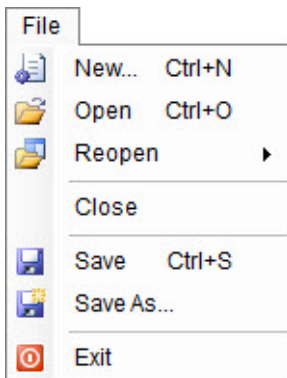 File
New... Ctrl+N
Open Ctrl+O
Reopen
Close
Save Ctrl+S
Save As...
Exit